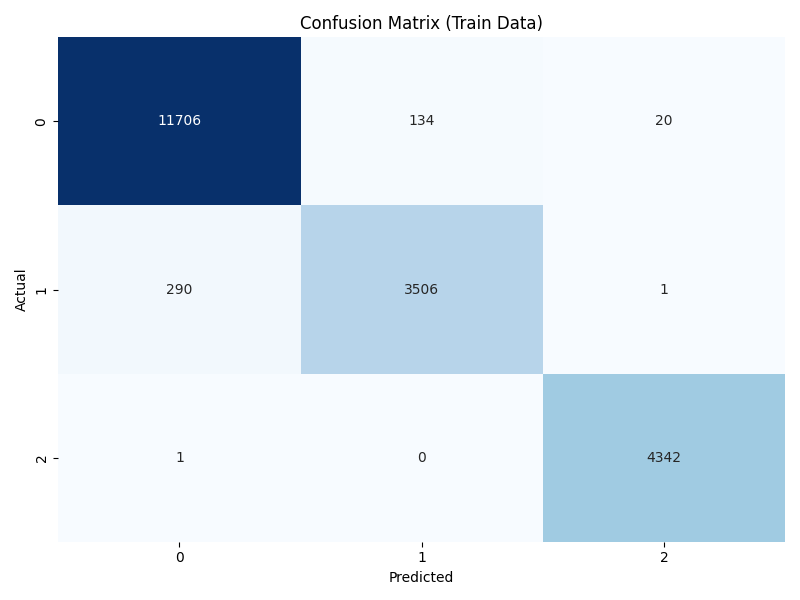 Confusion Matrix (Train Data)
11706 134 20
290 3506 1
1 0 4342
0
1
2
Actual
0 1 2
Predicted